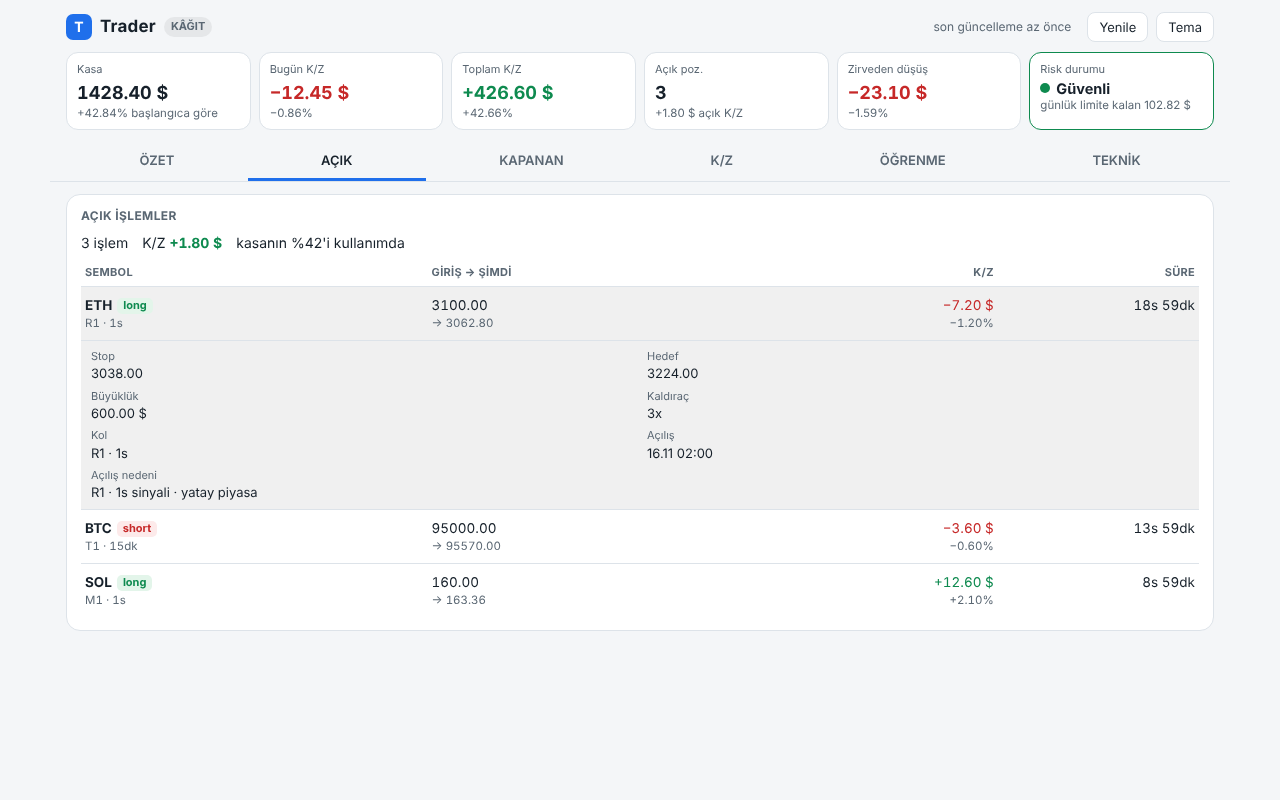 T Trader KÂĞIT son güncelleme az önce Yenile Tema
Kasa
1428.40 $
+42.84% başlangıca göre
Bugün K/Z
−12.45 $
−0.86%
Toplam K/Z
+426.60 $
+42.66%
Açık poz.
3
+1.80 $ açık K/Z
Zirveden düşüş
−23.10 $
−1.59%
Risk durumu
Güvenli
günlük limite kalan 102.82 $
ÖZET AÇIK KAPANAN K/Z ÖĞRENME TEKNİK
AÇIK İŞLEMLER
3 işlem K/Z +1.80 $ kasanın %42'i kullanımda
SEMBOL GİRİŞ → ŞİMDİ K/Z SÜRE
ETH long 3100.00 −7.20 $ 18s 59dk
R1 · 1s → 3062.80 −1.20%
Stop Hedef
3038.00 3224.00
Büyüklük Kaldıraç
600.00 $ 3x
Kol Açılış
R1 · 1s 16.11 02:00
Açılış nedeni
R1 · 1s sinyali · yatay piyasa
BTC short 95000.00 −3.60 $ 13s 59dk
T1 · 15dk → 95570.00 −0.60%
SOL long 160.00 +12.60 $ 8s 59dk
M1 · 1s → 163.36 +2.10%